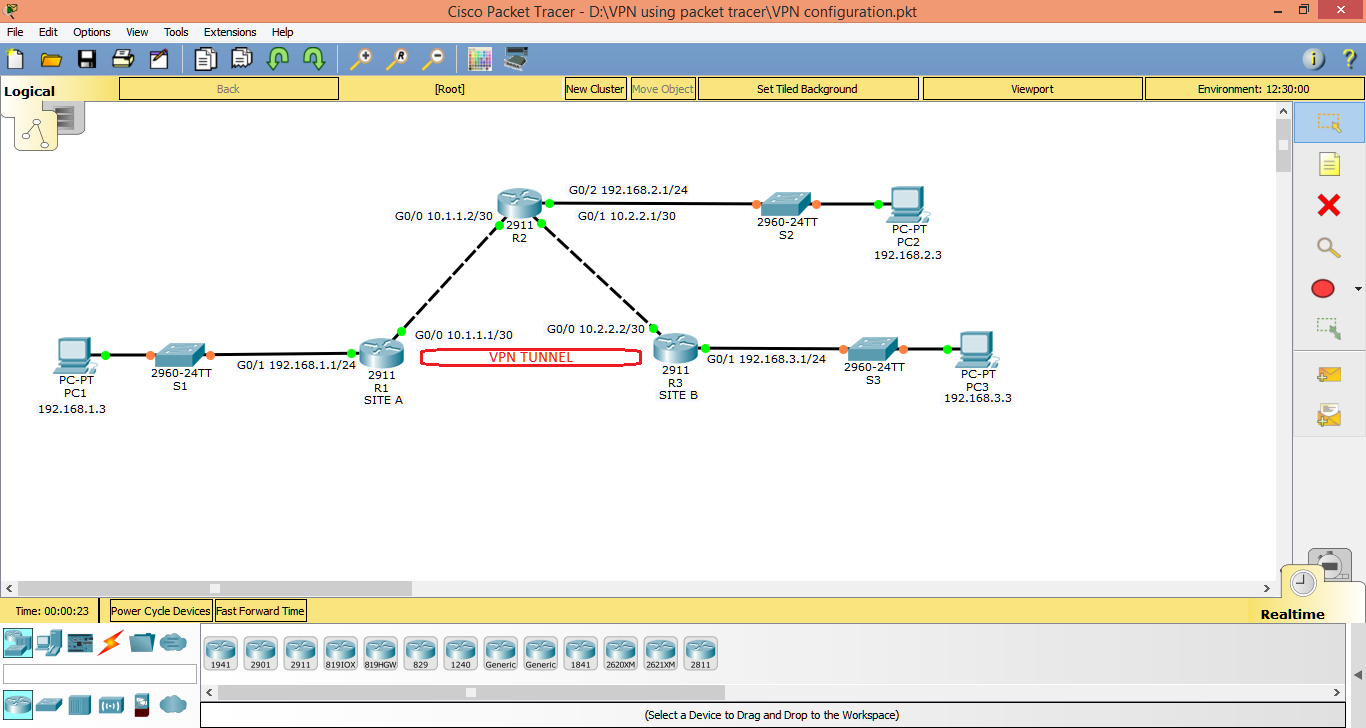 Cisco Packet Tracer - D:\VPN using packet tracer\VPN configuration.pkt
File Edit Options View Tools Extensions Help
Logical Back [Root] New Cluster Move Object Set Tiled Background Viewport Environment: 12:30:00
G0/2 192.168.2.1/24
G0/0 10.1.1.2/30
G0/1 10.2.2.1/30
2911
R2
2960-24TT
S2
PC-PT
PC2
192.168.2.3
G0/0 10.1.1.1/30
G0/0 10.2.2.2/30
VPN TUNNEL
PC-PT
PC1
192.168.1.3
2960-24TT
S1
G0/1 192.168.1.1/24
2911
R1
SITE A
2911
R3
SITE B
G0/1 192.168.3.1/24
2960-24TT
S3
PC-PT
PC3
192.168.3.3
Time: 00:00:23 Power Cycle Devices Fast Forward Time Realtime
1941 2901 2911 819IOX 819HGW 829 1240 Generic Generic 1841 2620XM 2621XM 2811
(Select a Device to Drag and Drop to the Workspace)